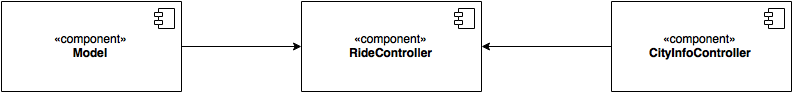 «component»
Model
«component»
RideController
«component»
CityInfoController